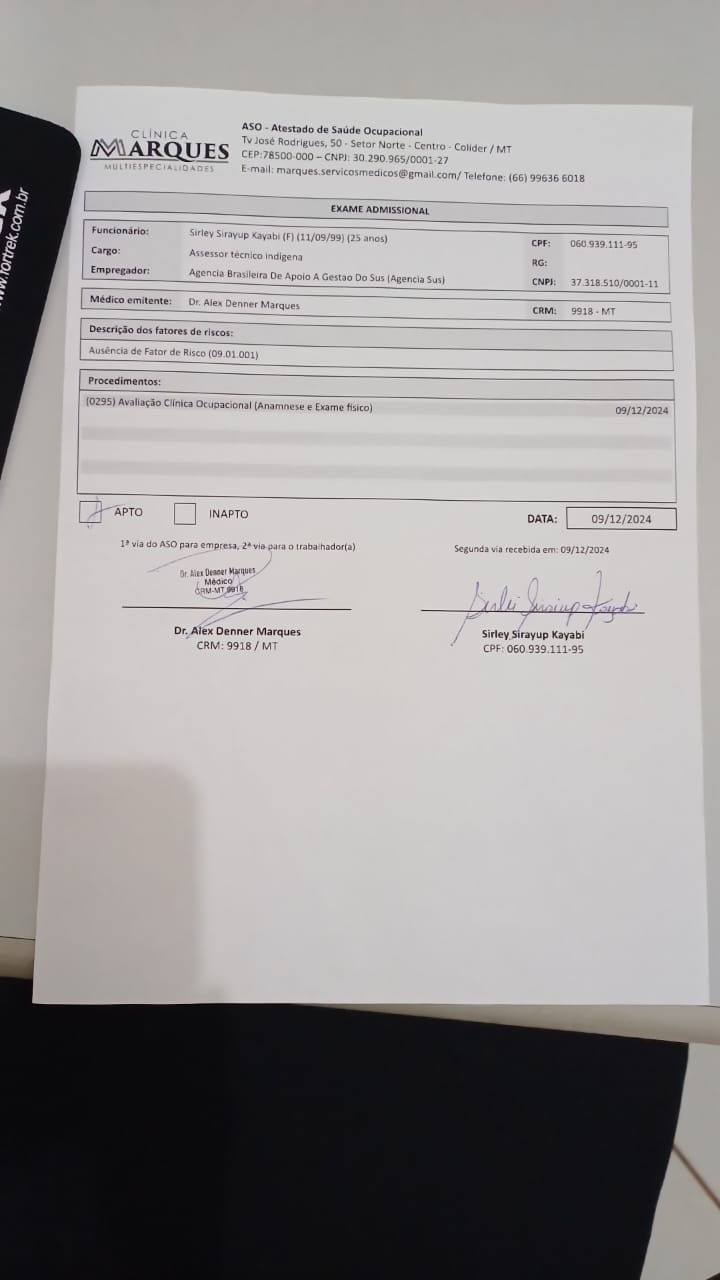 CLÍNICA
MARQUES
MULTIESPECIALIDADES
ASO - Atestado de Saúde Ocupacional
Tv José Rodrigues, 50 - Setor Norte - Centro - Colider / MT
CEP:78500-000 – CNPJ: 30.290.965/0001-27
E-mail: marques.servicosmedicos@gmail.com/ Telefone: (66) 99636 6018
EXAME ADMISSIONAL
Funcionário: Sirley Sirayup Kayabi (F) (11/09/99) (25 anos) CPF: 060.939.111-95
Cargo: Assessor técnico indígena RG:
Empregador: Agencia Brasileira De Apoio A Gestao Do Sus (Agencia Sus) CNPJ: 37.318.510/0001-11
Médico emitente: Dr. Alex Denner Marques CRM: 9918 - MT
Descrição dos fatores de riscos:
Ausência de Fator de Risco (09.01.001)
Procedimentos:
(0295) Avaliação Clínica Ocupacional (Anamnese e Exame físico) 09/12/2024
APTO INAPTO DATA: 09/12/2024
1ª via do ASO para empresa, 2ª via para o trabalhador(a) Segunda via recebida em: 09/12/2024
Dr. Alex Denner Marques
Médico
CRM-MT 9918
Sirlei Sirayup Kayabi
Dr. Alex Denner Marques Sirley Sirayup Kayabi
CRM: 9918 / MT CPF: 060.939.111-95
www.fortrek.com.br